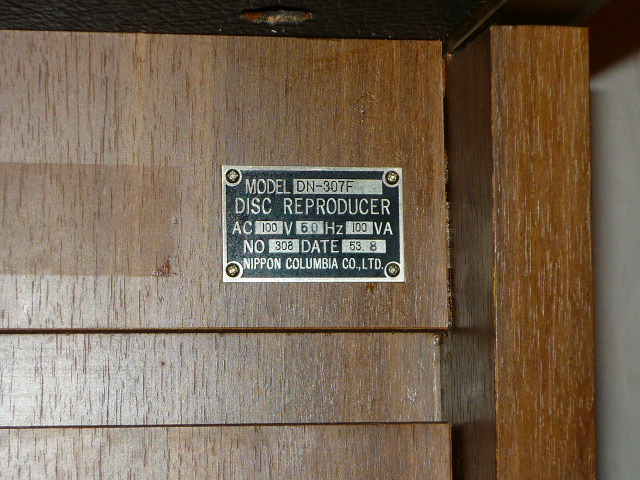 MODEL DN-307F
DISC REPRODUCER
AC 100 V 50 Hz 100 VA
NO 308 DATE 53. 8
NIPPON COLUMBIA CO.,LTD.